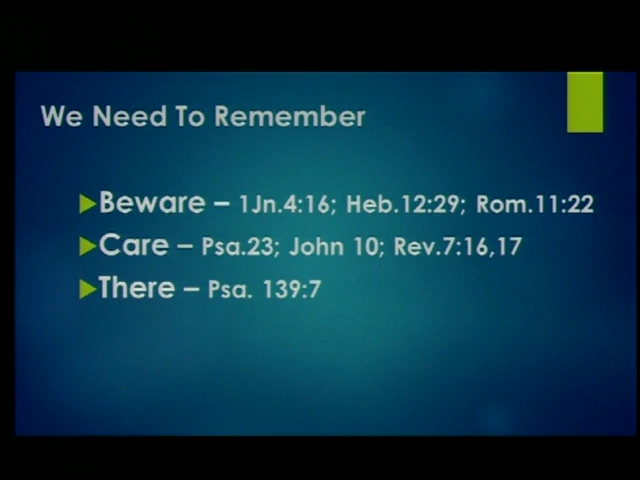 We Need To Remember
Beware – 1Jn.4:16; Heb.12:29; Rom.11:22
Care – Psa.23; John 10; Rev.7:16,17
There – Psa. 139:7